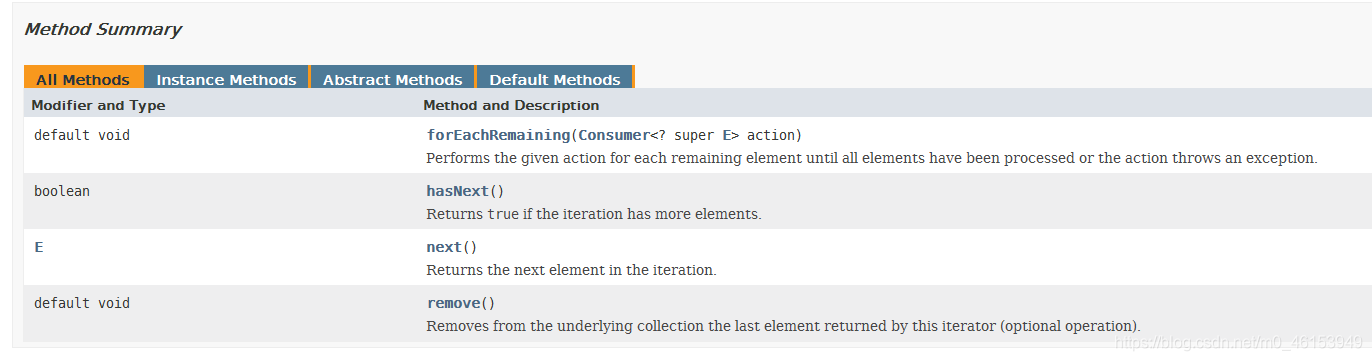 Method Summary
All Methods Instance Methods Abstract Methods Default Methods
Modifier and Type Method and Description
default void forEachRemaining(Consumer<? super E> action)
Performs the given action for each remaining element until all elements have been processed or the action throws an exception.
boolean hasNext()
Returns true if the iteration has more elements.
E next()
Returns the next element in the iteration.
default void remove()
Removes from the underlying collection the last element returned by this iterator (optional operation).
https://blog.csdn.net/m0_46153949